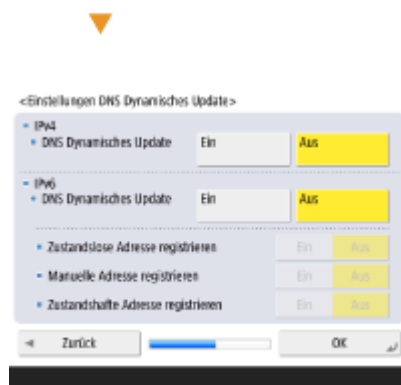 <Einstellungen DNS Dynamisches Update>
IPv4
DNS Dynamisches Update Ein Aus
IPv6
DNS Dynamisches Update Ein Aus
Zustandslose Adresse registrieren Ein Aus
Manuelle Adresse registrieren Ein Aus
Zustandshafte Adresse registrieren Ein Aus
Zurück OK